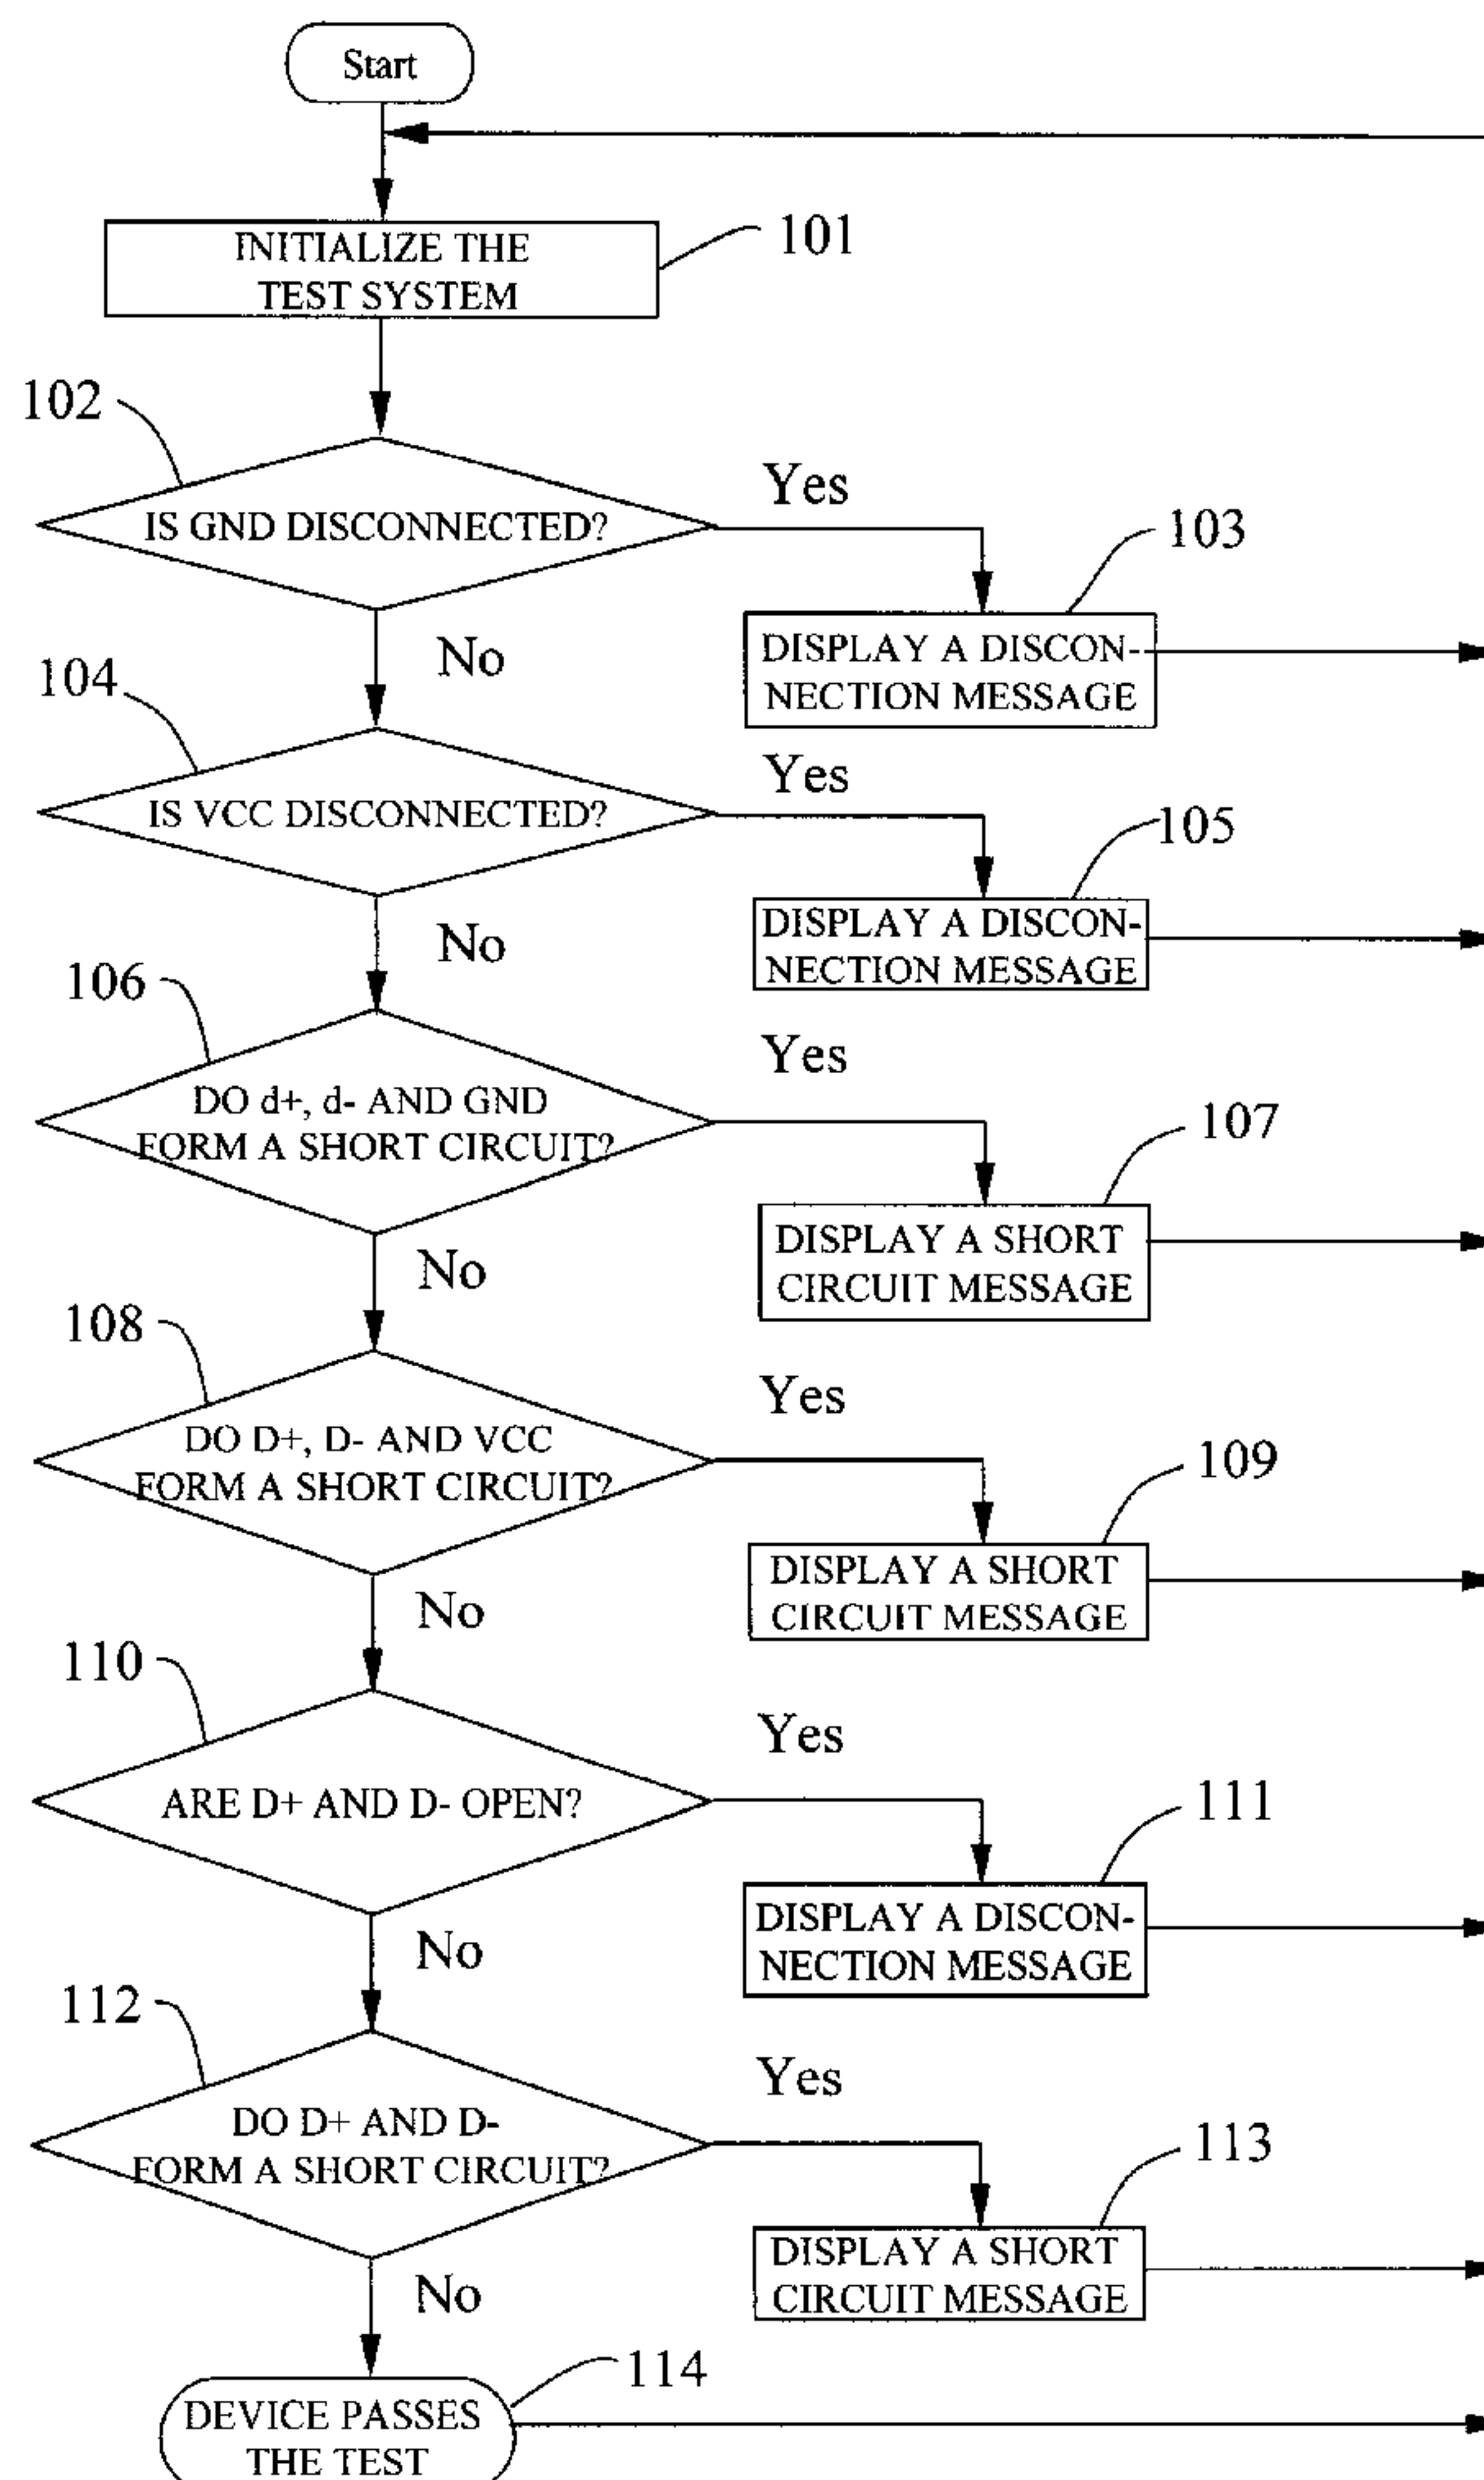 Start
INITIALIZE THE
TEST SYSTEM
101
102
IS GND DISCONNECTED?
Yes
103
DISPLAY A DISCON-
NECTION MESSAGE
No
104
IS VCC DISCONNECTED?
Yes
105
DISPLAY A DISCON-
NECTION MESSAGE
No
106
DO d+, d- AND GND
FORM A SHORT CIRCUIT?
Yes
107
DISPLAY A SHORT
CIRCUIT MESSAGE
No
108
DO D+, D- AND VCC
FORM A SHORT CIRCUIT?
Yes
109
DISPLAY A SHORT
CIRCUIT MESSAGE
No
110
ARE D+ AND D- OPEN?
Yes
111
DISPLAY A DISCON-
NECTION MESSAGE
No
112
DO D+ AND D-
FORM A SHORT CIRCUIT?
Yes
113
DISPLAY A SHORT
CIRCUIT MESSAGE
No
114
DEVICE PASSES
THE TEST